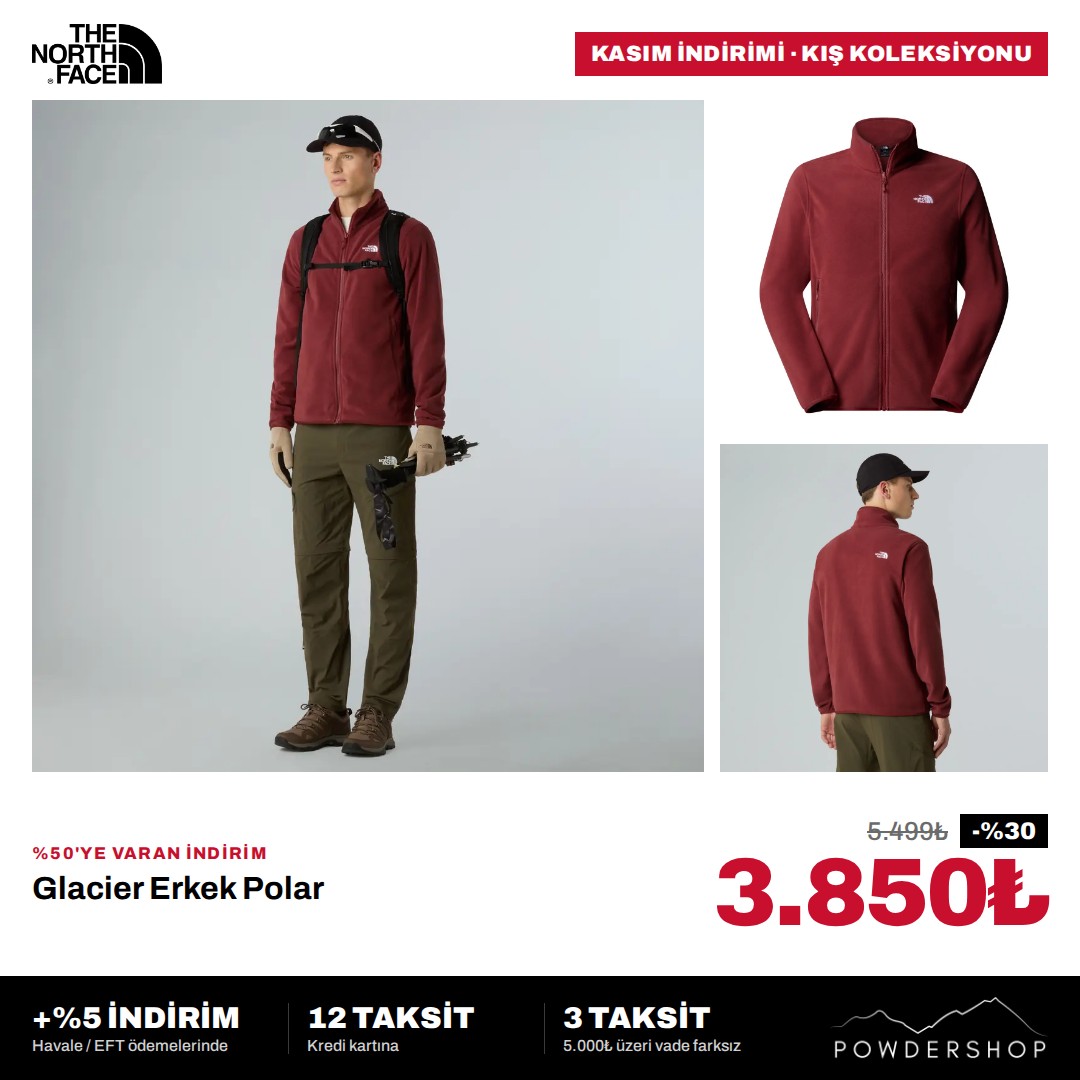 THE
NORTH
FACE
KASIM İNDİRİMİ · KIŞ KOLEKSİYONU
%50'YE VARAN İNDİRİM
Glacier Erkek Polar
5.499₺
-%30
3.850₺
+%5 İNDİRİM
Havale / EFT ödemelerinde
12 TAKSİT
Kredi kartına
3 TAKSİT
5.000₺ üzeri vade farksız
POWDERSHOP